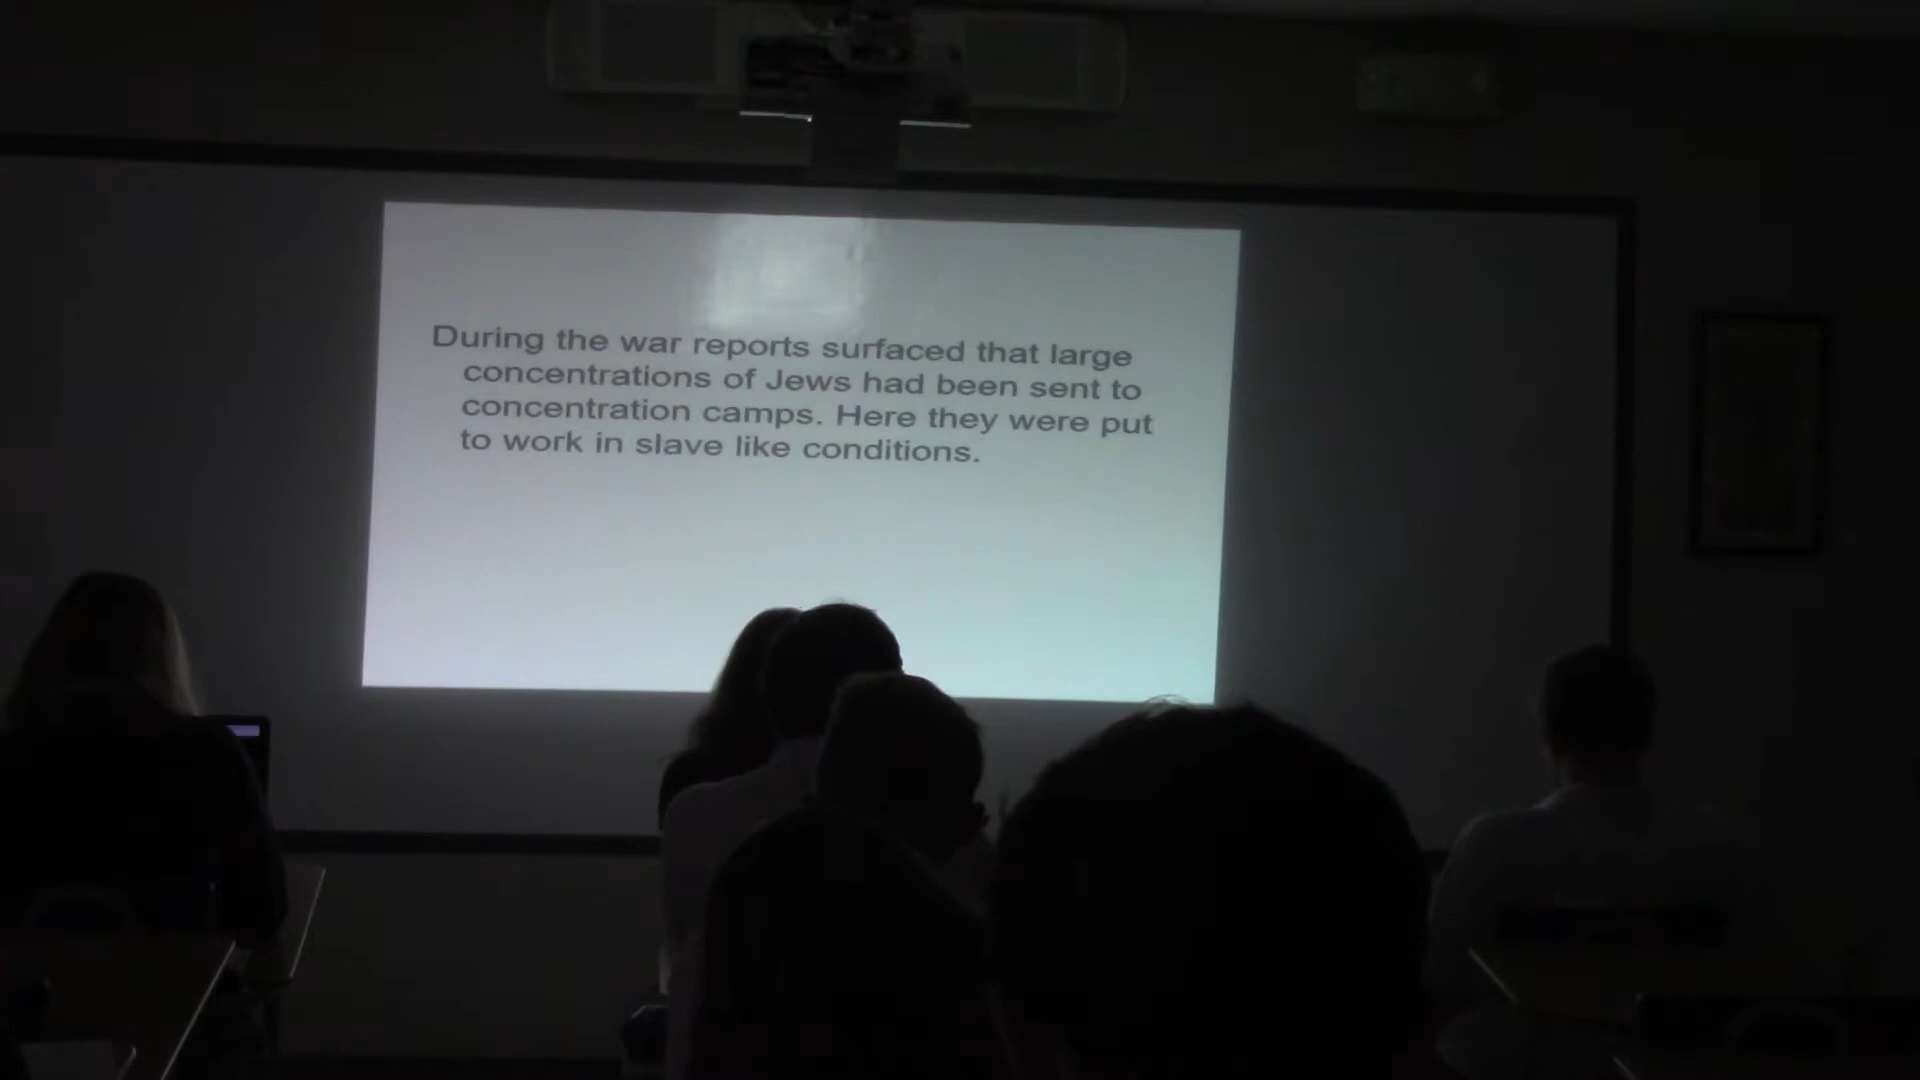 During the war reports surfaced that large
concentrations of Jews had been sent to
concentration camps. Here they were put
to work in slave like conditions.